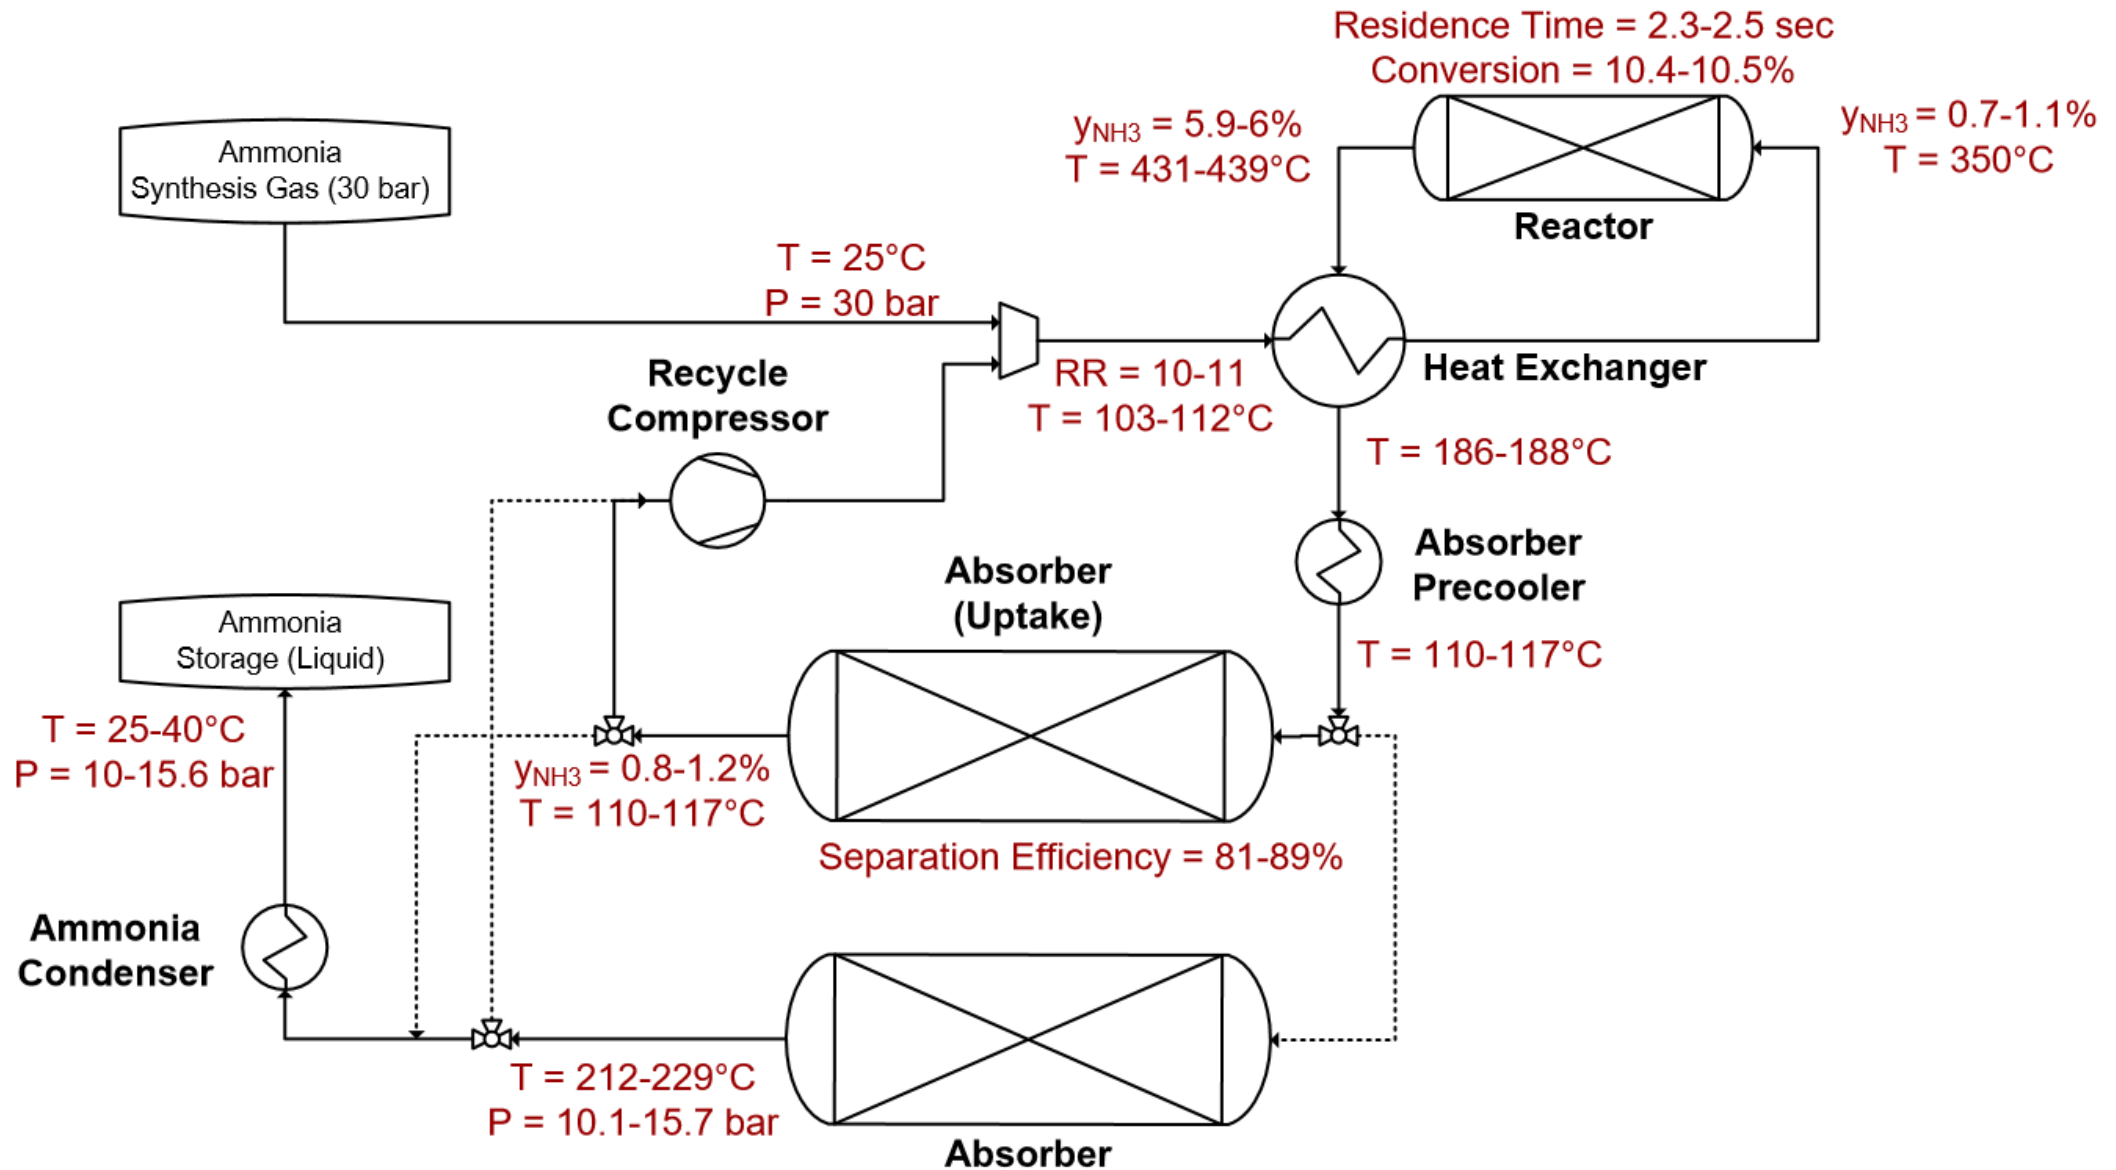 Residence Time = 2.3-2.5 sec
Conversion = 10.4-10.5%
yNH3 = 5.9-6%
T = 431-439°C
yNH3 = 0.7-1.1%
T = 350°C
Reactor
Ammonia
Synthesis Gas (30 bar)
T = 25°C
P = 30 bar
Recycle
Compressor
RR = 10-11
T = 103-112°C
Heat Exchanger
T = 186-188°C
Absorber
Precooler
T = 110-117°C
Absorber
(Uptake)
Ammonia
Storage (Liquid)
T = 25-40°C
P = 10-15.6 bar
yNH3 = 0.8-1.2%
T = 110-117°C
Separation Efficiency = 81-89%
Ammonia
Condenser
T = 212-229°C
P = 10.1-15.7 bar
Absorber